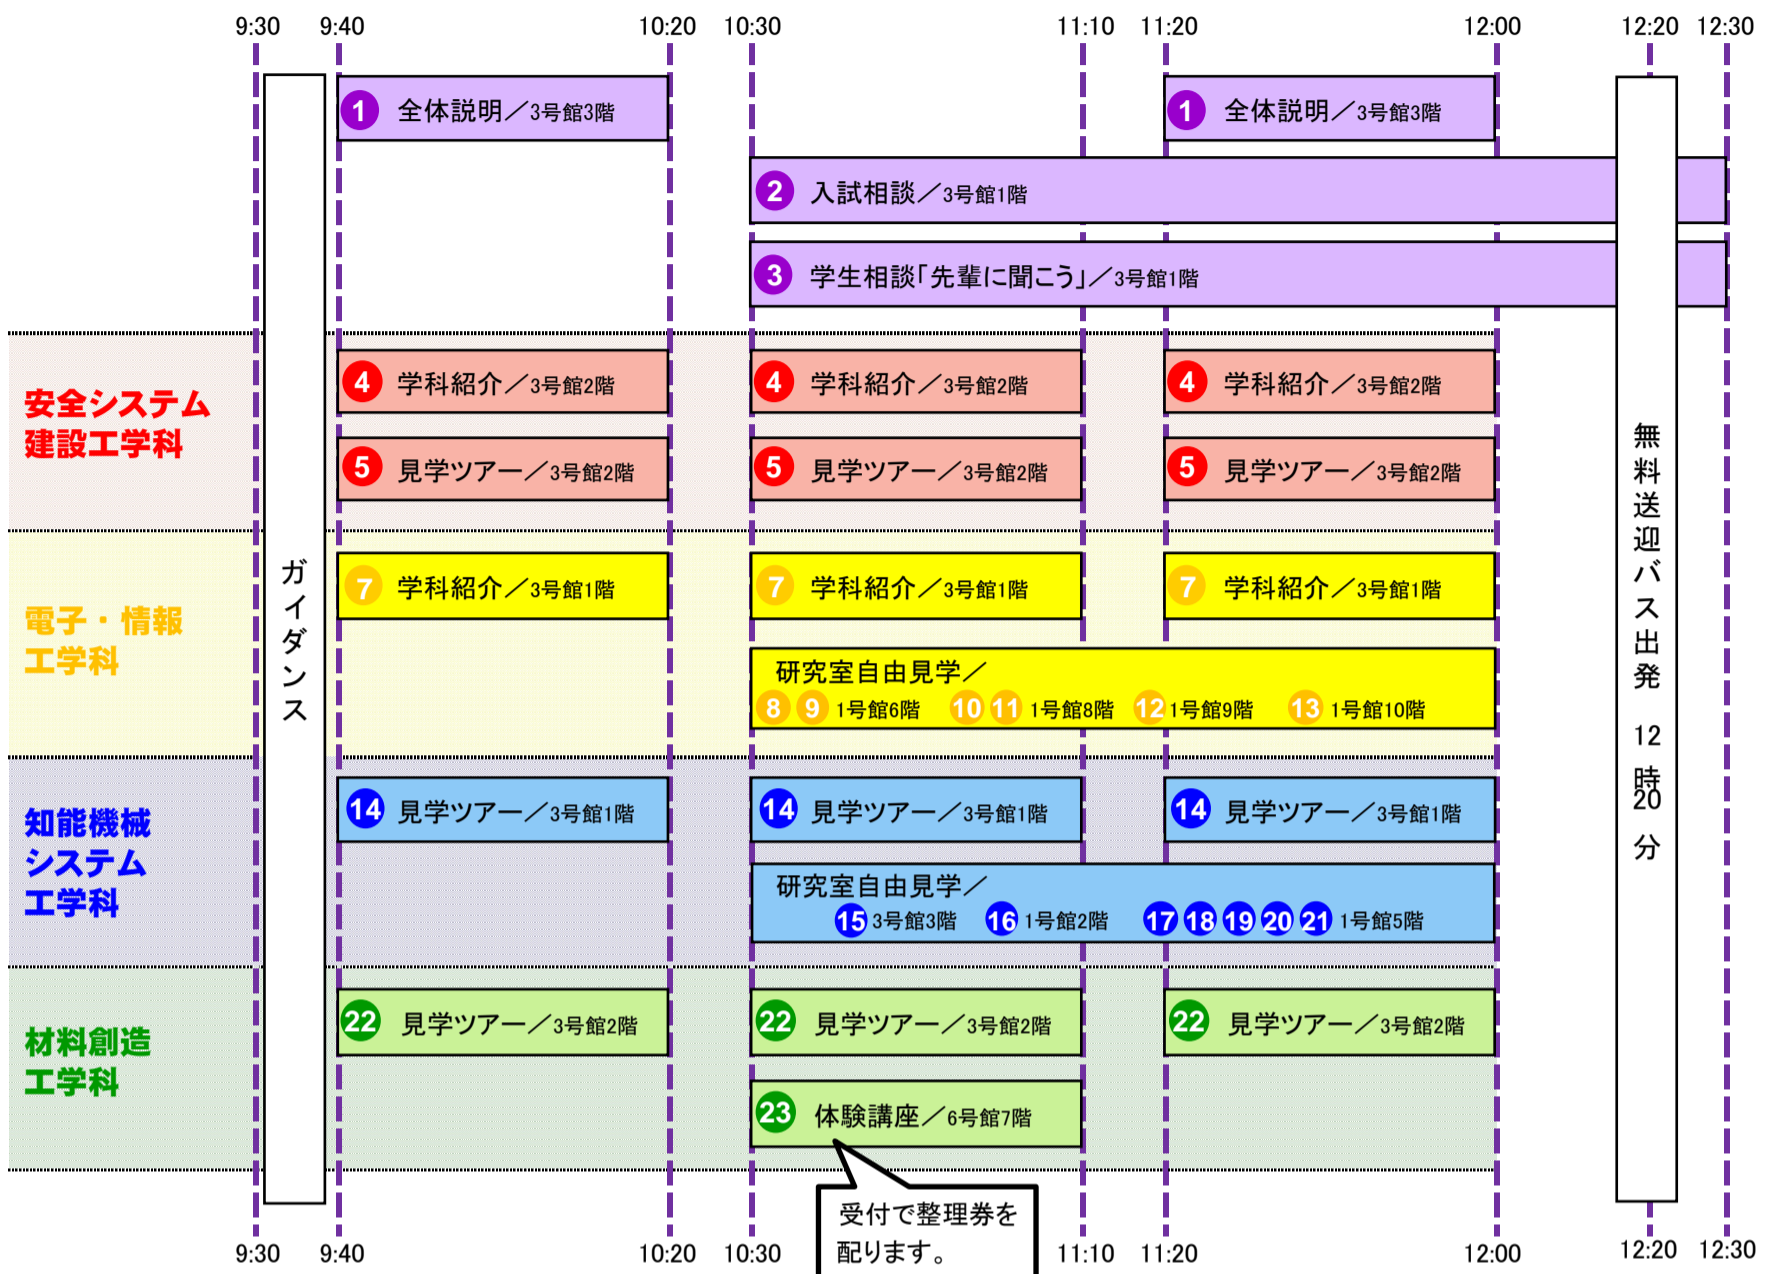 9:30 9:40 10:20 10:30 11:10 11:20 12:00 12:20 12:30
① 全体説明／3号館3階 ① 全体説明／3号館3階
② 入試相談／3号館1階
③ 学生相談「先輩に聞こう」／3号館1階
安全システム
建設工学科
④ 学科紹介／3号館2階 ④ 学科紹介／3号館2階 ④ 学科紹介／3号館2階
⑤ 見学ツアー／3号館2階 ⑤ 見学ツアー／3号館2階 ⑤ 見学ツアー／3号館2階
電子・情報
工学科
⑦ 学科紹介／3号館1階 ⑦ 学科紹介／3号館1階 ⑦ 学科紹介／3号館1階
研究室自由見学／
⑧ ⑨ 1号館6階 ⑩ ⑪ 1号館8階 ⑫ 1号館9階 ⑬ 1号館10階
知能機械
システム
工学科
⑭ 見学ツアー／3号館1階 ⑭ 見学ツアー／3号館1階 ⑭ 見学ツアー／3号館1階
研究室自由見学／
⑮ 3号館3階 ⑯ 1号館2階 ⑰ ⑱ ⑲ ⑳ ㉑ 1号館5階
材料創造
工学科
㉒ 見学ツアー／3号館2階 ㉒ 見学ツアー／3号館2階 ㉒ 見学ツアー／3号館2階
㉓ 体験講座／6号館7階
受付で整理券を
配ります。
ガイダンス
無料送迎バス出発 12時20分
9:30 9:40 10:20 10:30 11:10 11:20 12:00 12:20 12:30